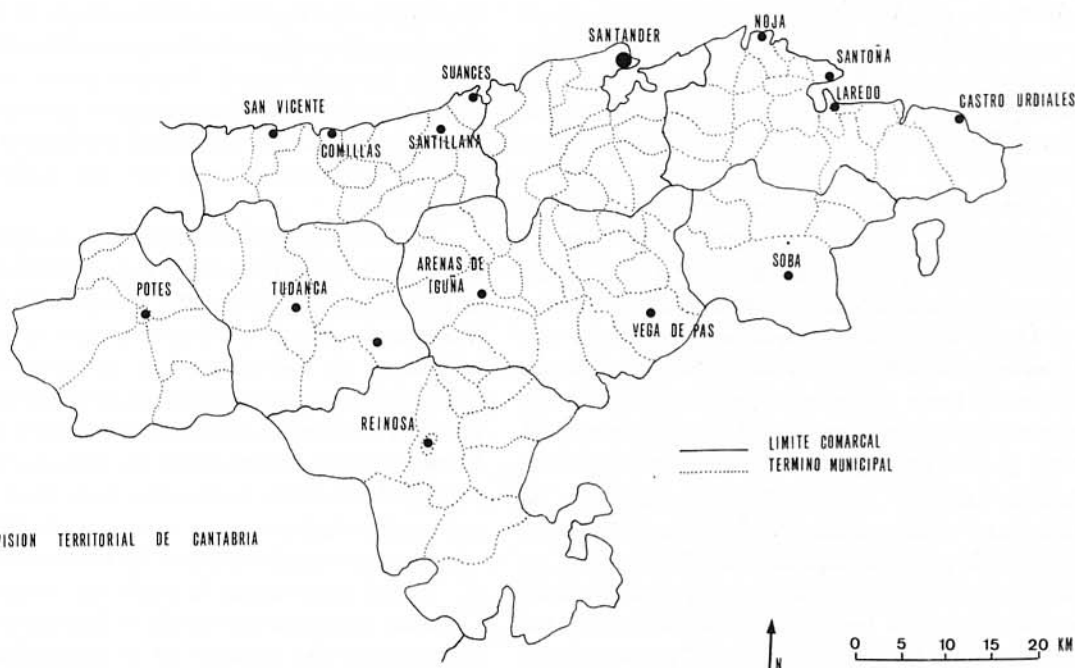 NOJA
SANTANDER
SANTOÑA
SUANCES
LAREDO
CASTRO URDIALES
SAN VICENTE
COMILLAS
SANTILLANA
ARENAS DE
IGUÑA
SOBA
POTES
TUDANCA
VEGA DE PAS
REINOSA
LIMITE COMARCAL
TERMINO MUNICIPAL
VISION TERRITORIAL DE CANTABRIA
N
0 5 10 15 20 KM